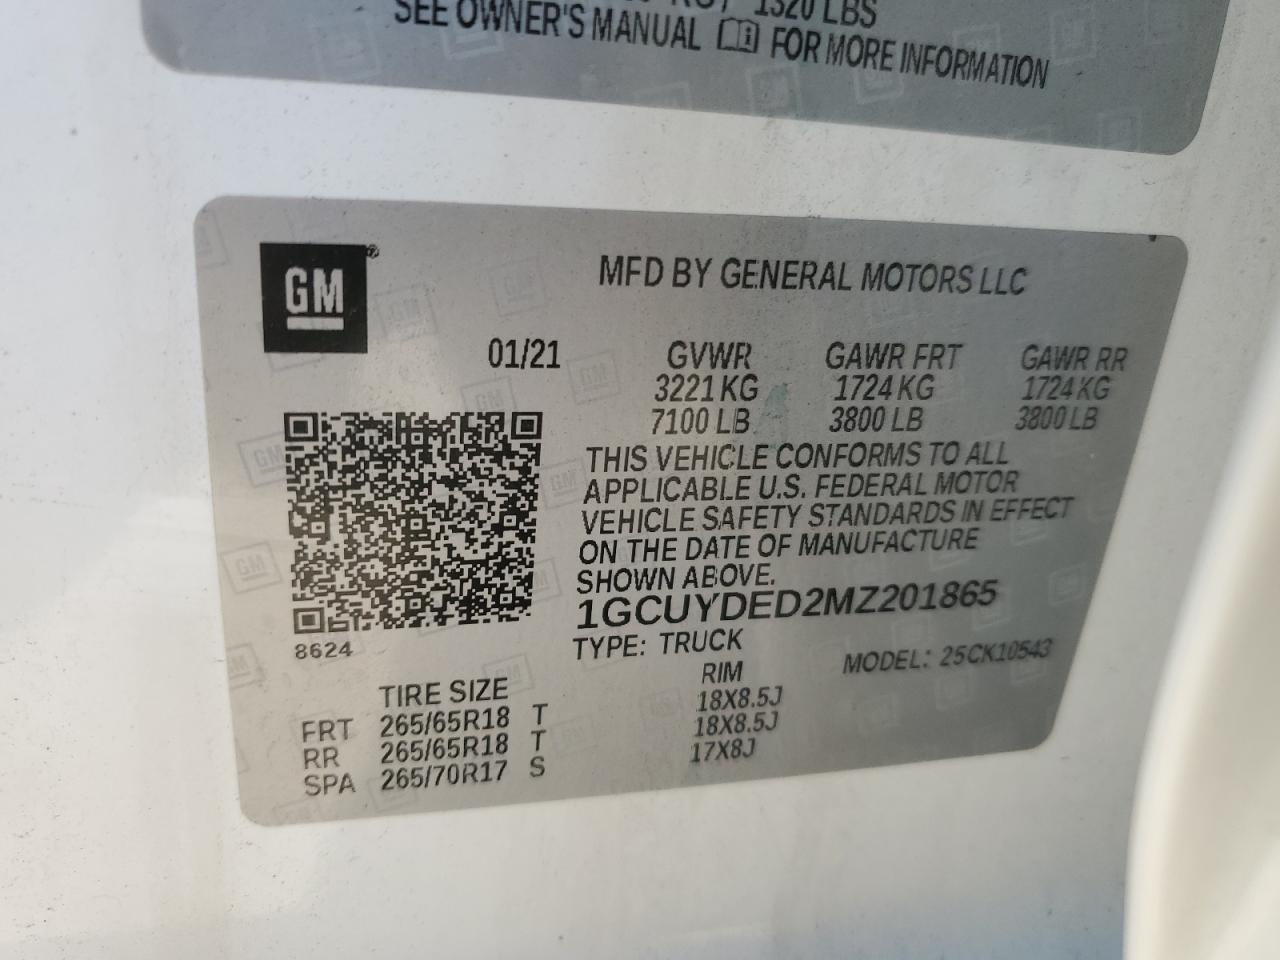 1320 LBS
SEE OWNER'S MANUAL FOR MORE INFORMATION
GM®
MFD BY GENERAL MOTORS LLC
01/21 GVWR GAWR FRT GAWR RR
3221 KG 1724 KG 1724 KG
7100 LB 3800 LB 3800 LB
THIS VEHICLE CONFORMS TO ALL
APPLICABLE U.S. FEDERAL MOTOR
VEHICLE SAFETY STANDARDS IN EFFECT
ON THE DATE OF MANUFACTURE
SHOWN ABOVE.
1GCUYDED2MZ201865
8624
TYPE: TRUCK MODEL: 25CK10543
TIRE SIZE RIM
FRT 265/65R18 T 18X8.5J
RR 265/65R18 T 18X8.5J
SPA 265/70R17 S 17X8J